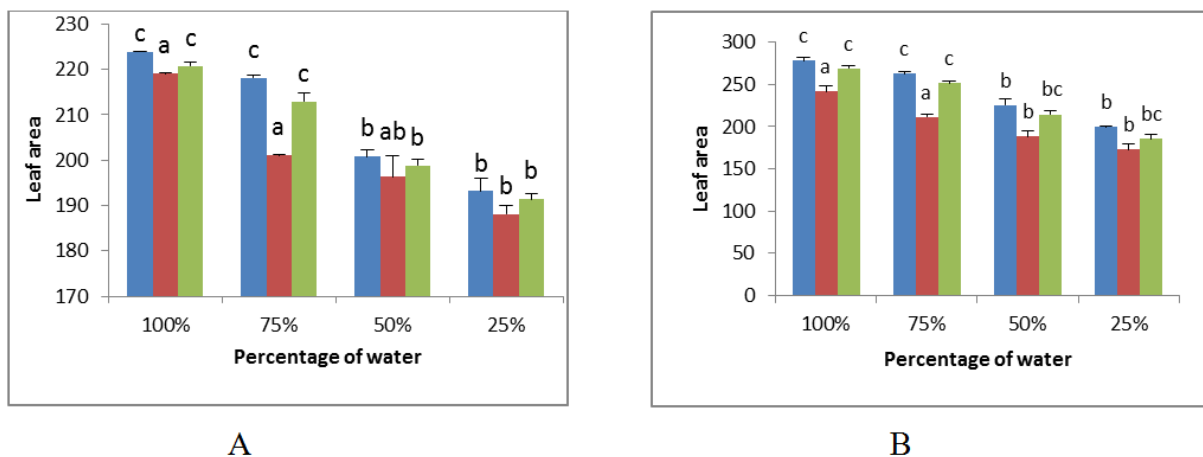 230
220
210
200
190
180
170
Leaf area
c a c
c a c
b ab b
b b b
100% 75% 50% 25%
Percentage of water
A
300
250
200
150
100
50
0
Leaf area
c a c
c a c
b b bc
b b bc
100% 75% 50% 25%
Percentage of water
B